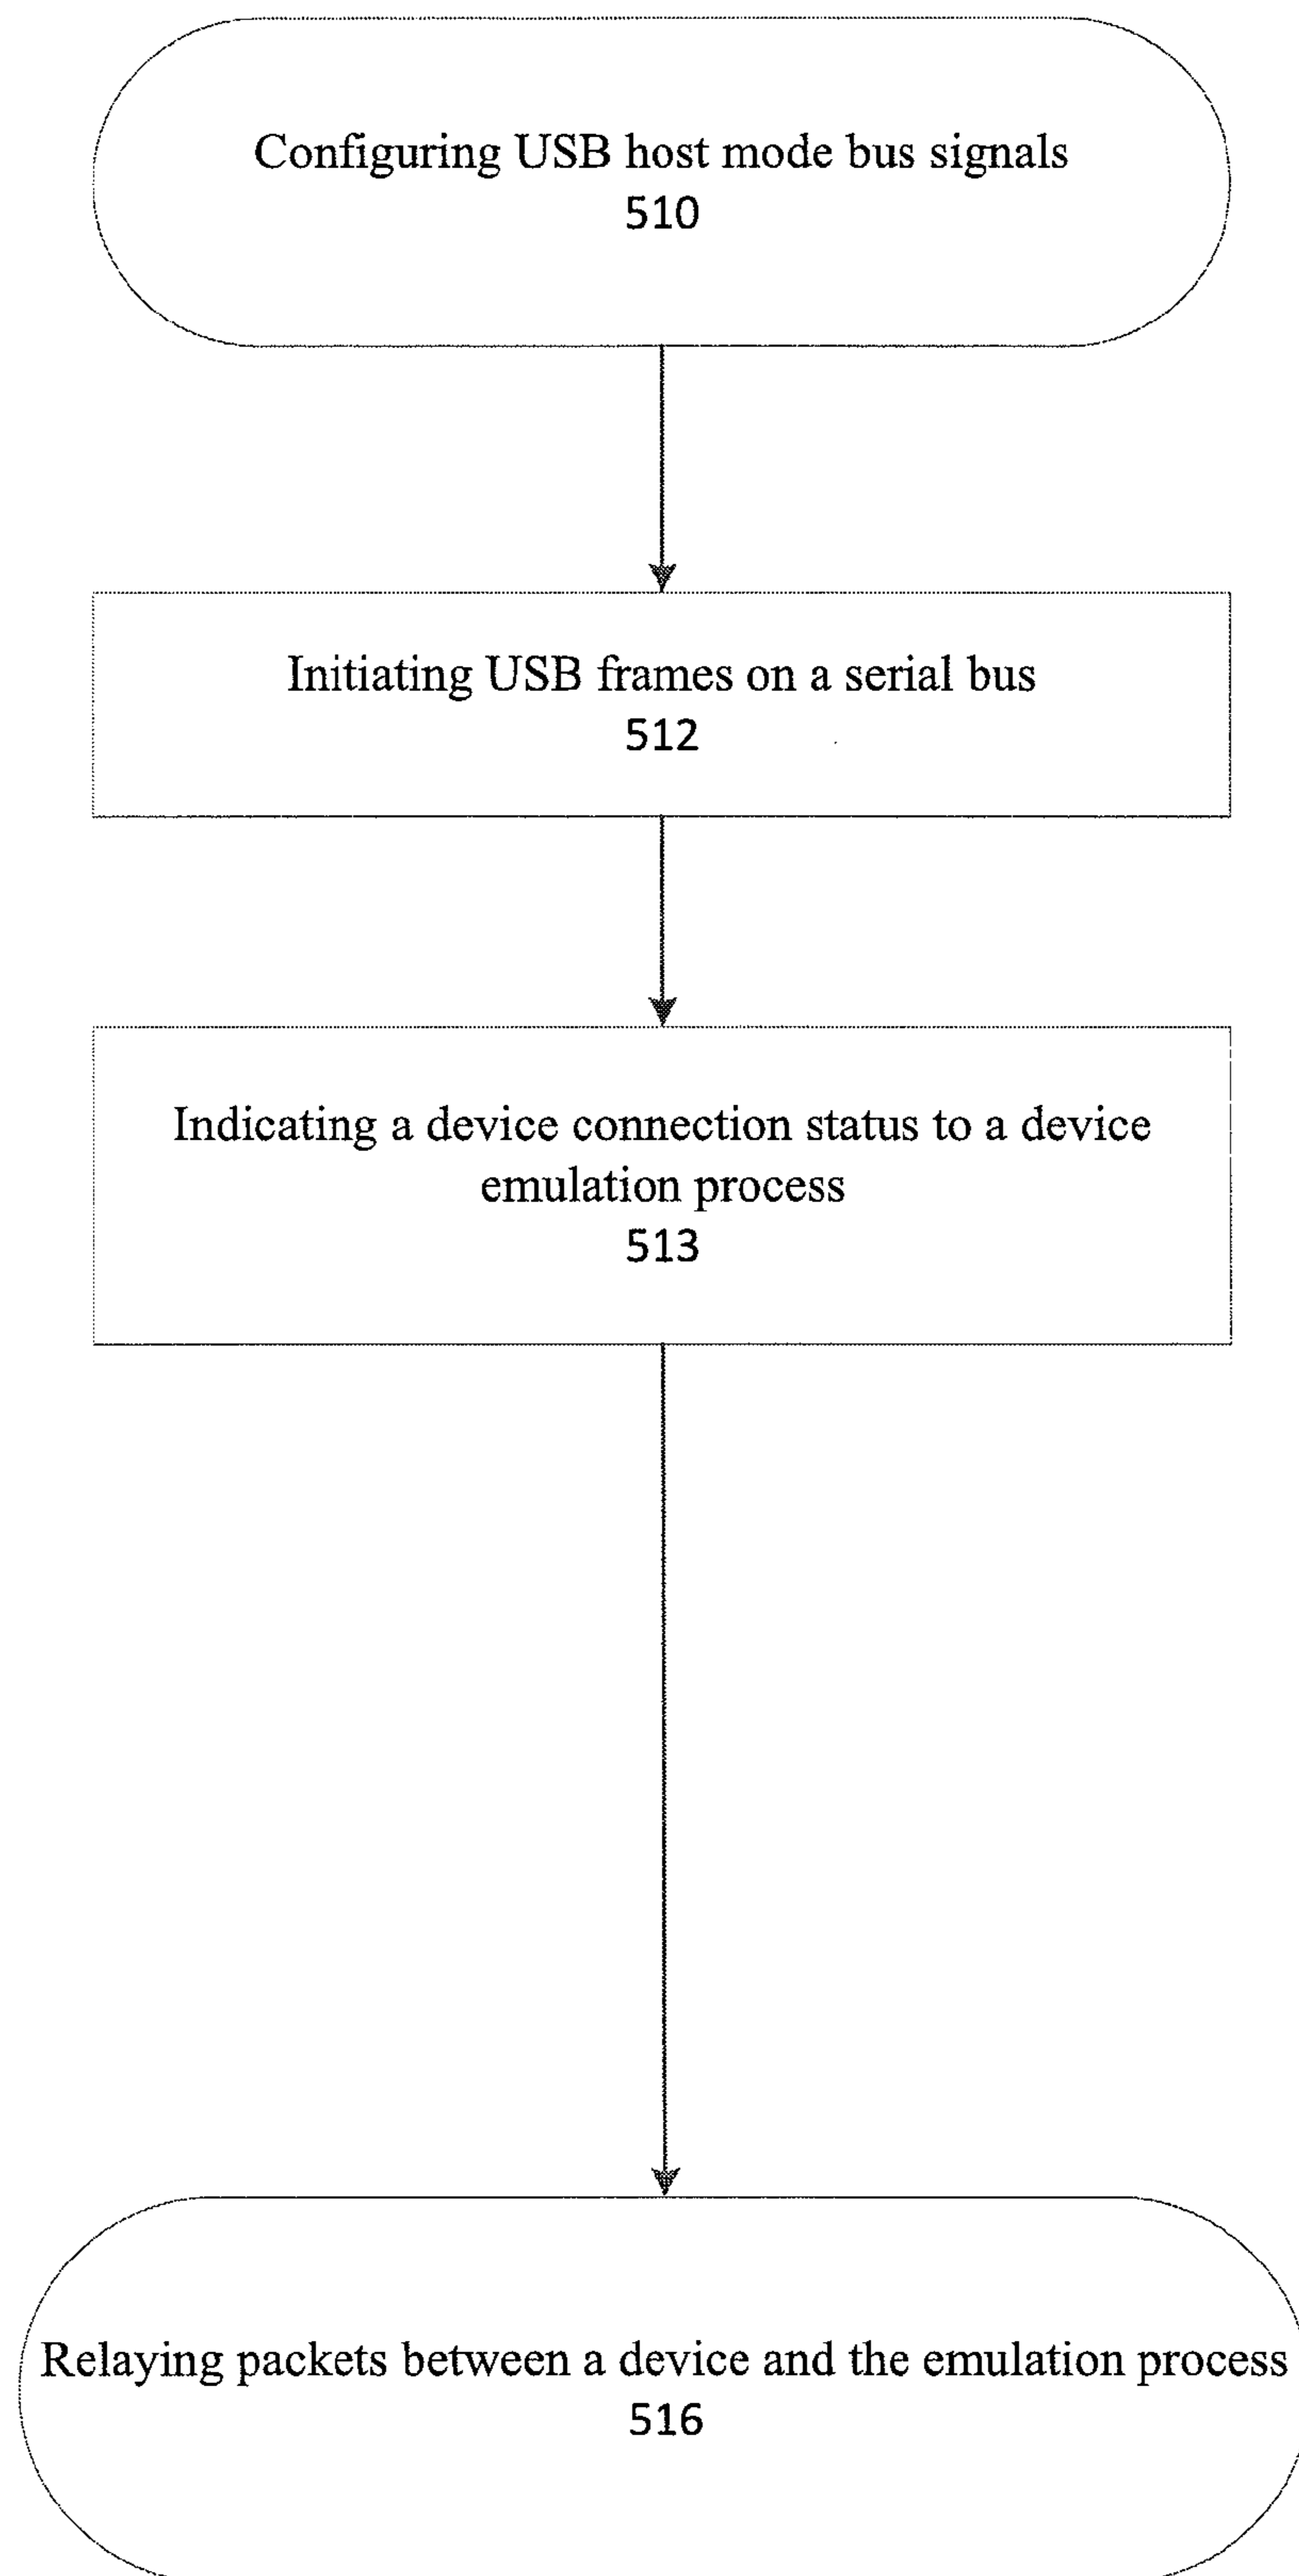 Configuring USB host mode bus signals
510
Initiating USB frames on a serial bus
512
Indicating a device connection status to a device
emulation process
513
Relaying packets between a device and the emulation process
516